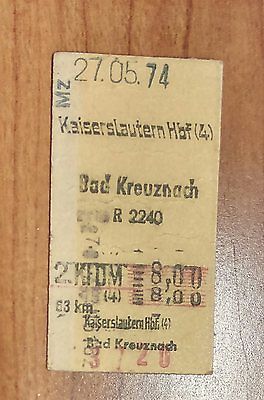 27.05.74
MZ
Kaiserslautern Hbf (4)
Bad Kreuznach
R 2240
2.Kl DM 8,00
(4) 8,00
63 km
Kaiserslautern Hbf. (4)
Bad Kreuznach